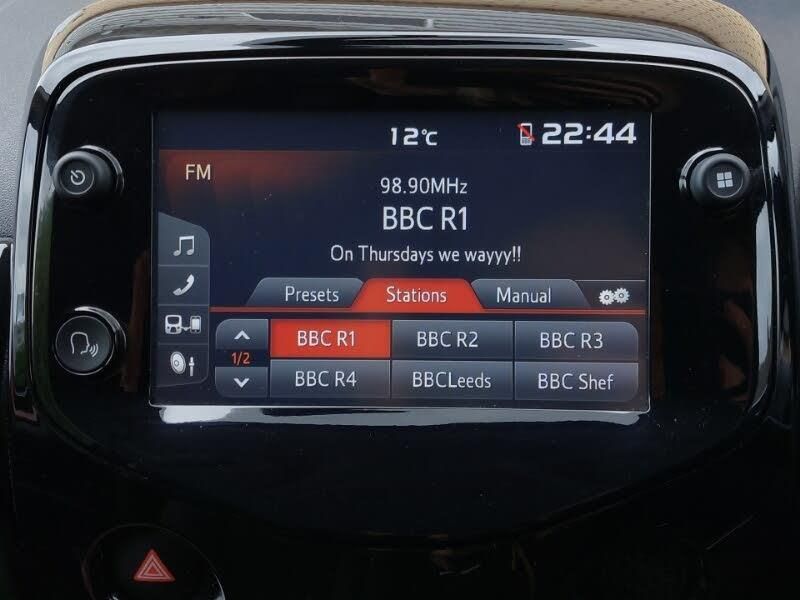 12°C 22:44
FM
98.90MHz
BBC R1
On Thursdays we wayyy!!
Presets Stations Manual
BBC R1 BBC R2 BBC R3
1/2
BBC R4 BBCLeeds BBC Shef